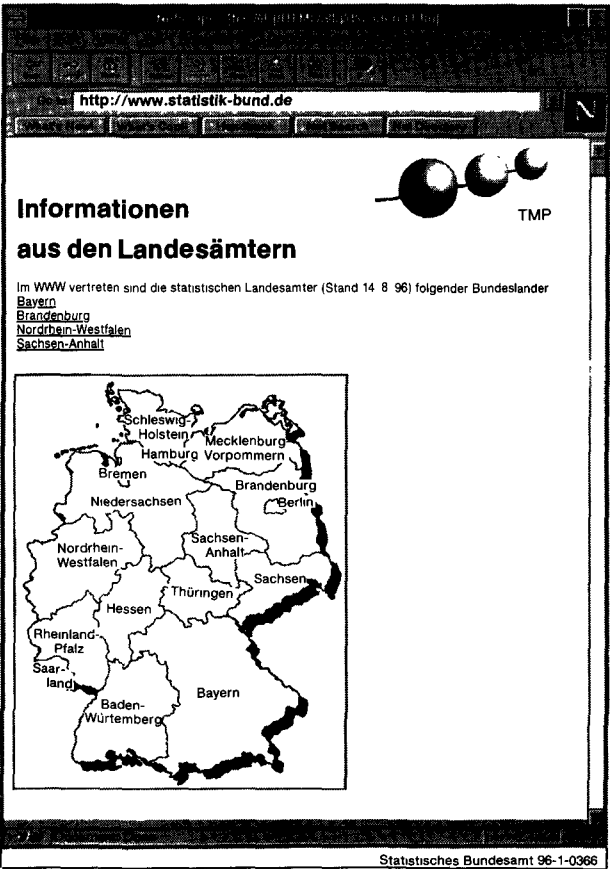 http://www.statistik-bund.de
TMP
Informationen
aus den Landesämtern
Im WWW vertreten sind die statistischen Landesamter (Stand 14 8 96) folgender Bundeslander
Bayern
Brandenburg
Nordrhein-Westfalen
Sachsen-Anhalt
Schleswig-
Holstein
Mecklenburg
Hamburg Vorpommern
Bremen
Brandenburg
Niedersachsen
Berlin
Sachsen-
Anhalt
Nordrhein-
Westfalen
Sachsen
Thüringen
Hessen
Rheinland-
Pfalz
Saar-
land
Bayern
Baden-
Würtemberg
Statistisches Bundesamt 96-1-0366